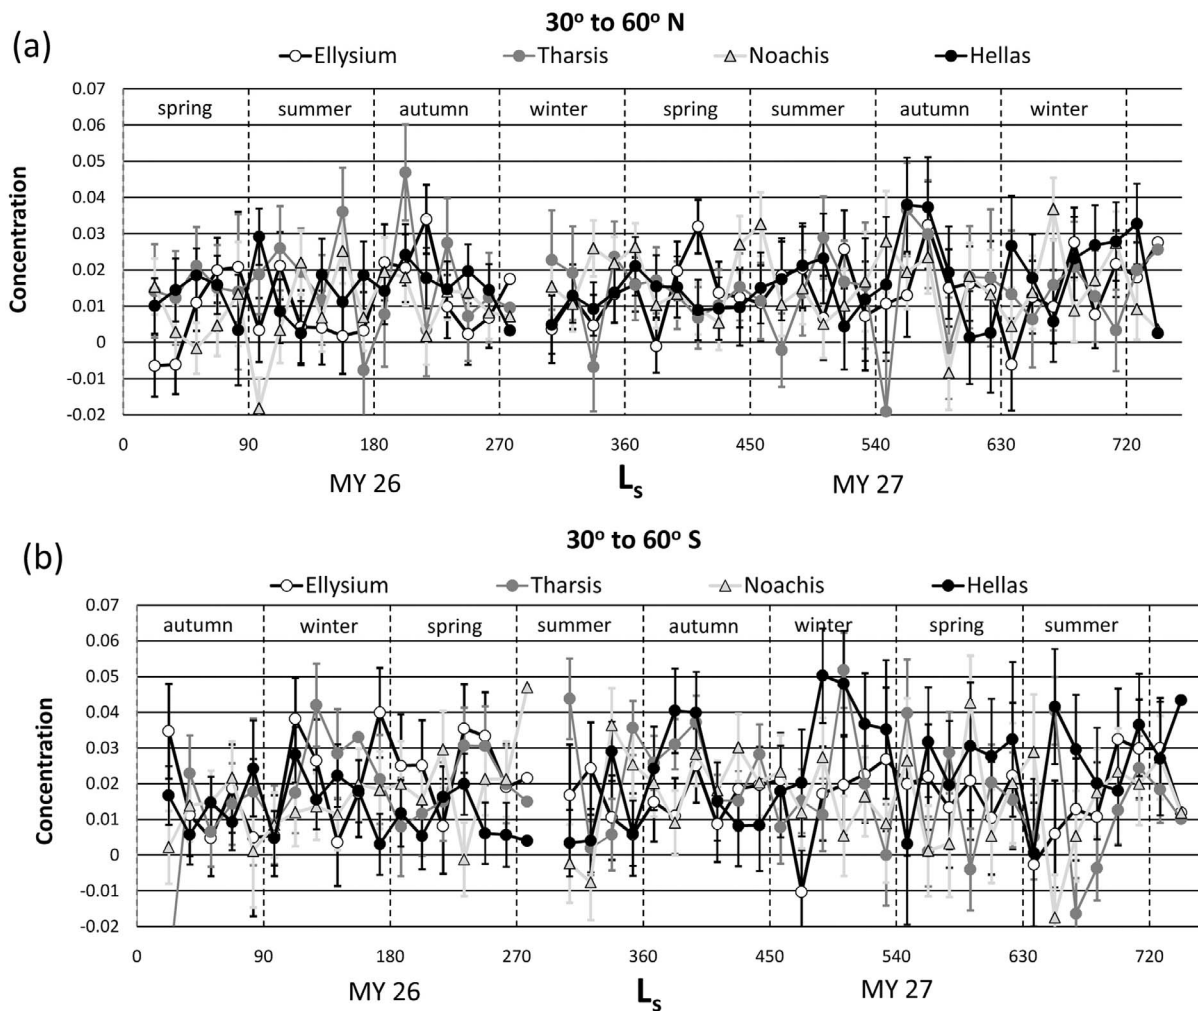 30º to 60º N
(a)
Ellysium Tharsis Noachis Hellas
0.07
spring summer autumn winter spring summer autumn winter
0.06
0.05
0.04
0.03
0.02
0.01
0
-0.01
-0.02
Concentration
0 90 180 270 360 450 540 630 720
MY 26 Ls MY 27
30º to 60º S
(b)
Ellysium Tharsis Noachis Hellas
0.07
autumn winter spring summer autumn winter spring summer
0.06
0.05
0.04
0.03
0.02
0.01
0
-0.01
-0.02
Concentration
0 90 180 270 360 450 540 630 720
MY 26 Ls MY 27